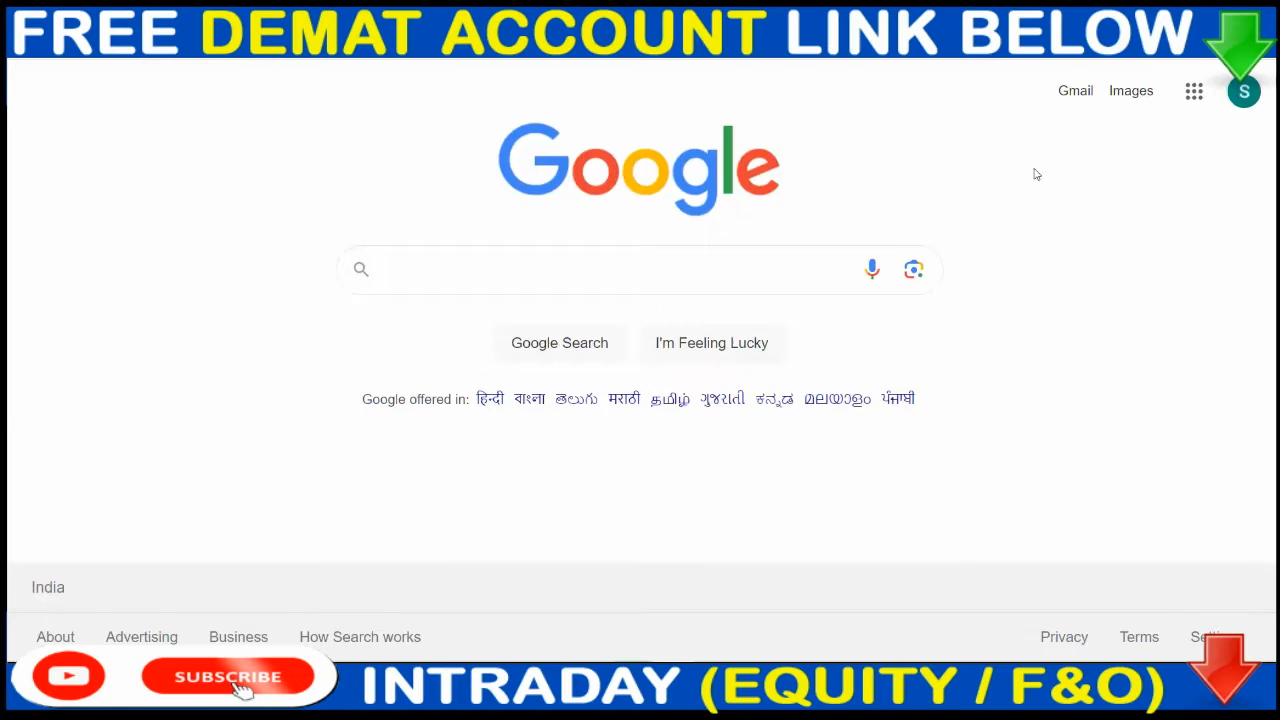 FREE DEMAT ACCOUNT LINK BELOW
Gmail Images S
Google
Google Search I'm Feeling Lucky
Google offered in: हिन्दी বাংলা తెలుగు मराठी தமிழ் ગુજરાતી ಕನ್ನಡ മലയാളം ਪੰਜਾਬੀ
India
About Advertising Business How Search works Privacy Terms
SUBSCRIBE
INTRADAY (EQUITY / F&O)